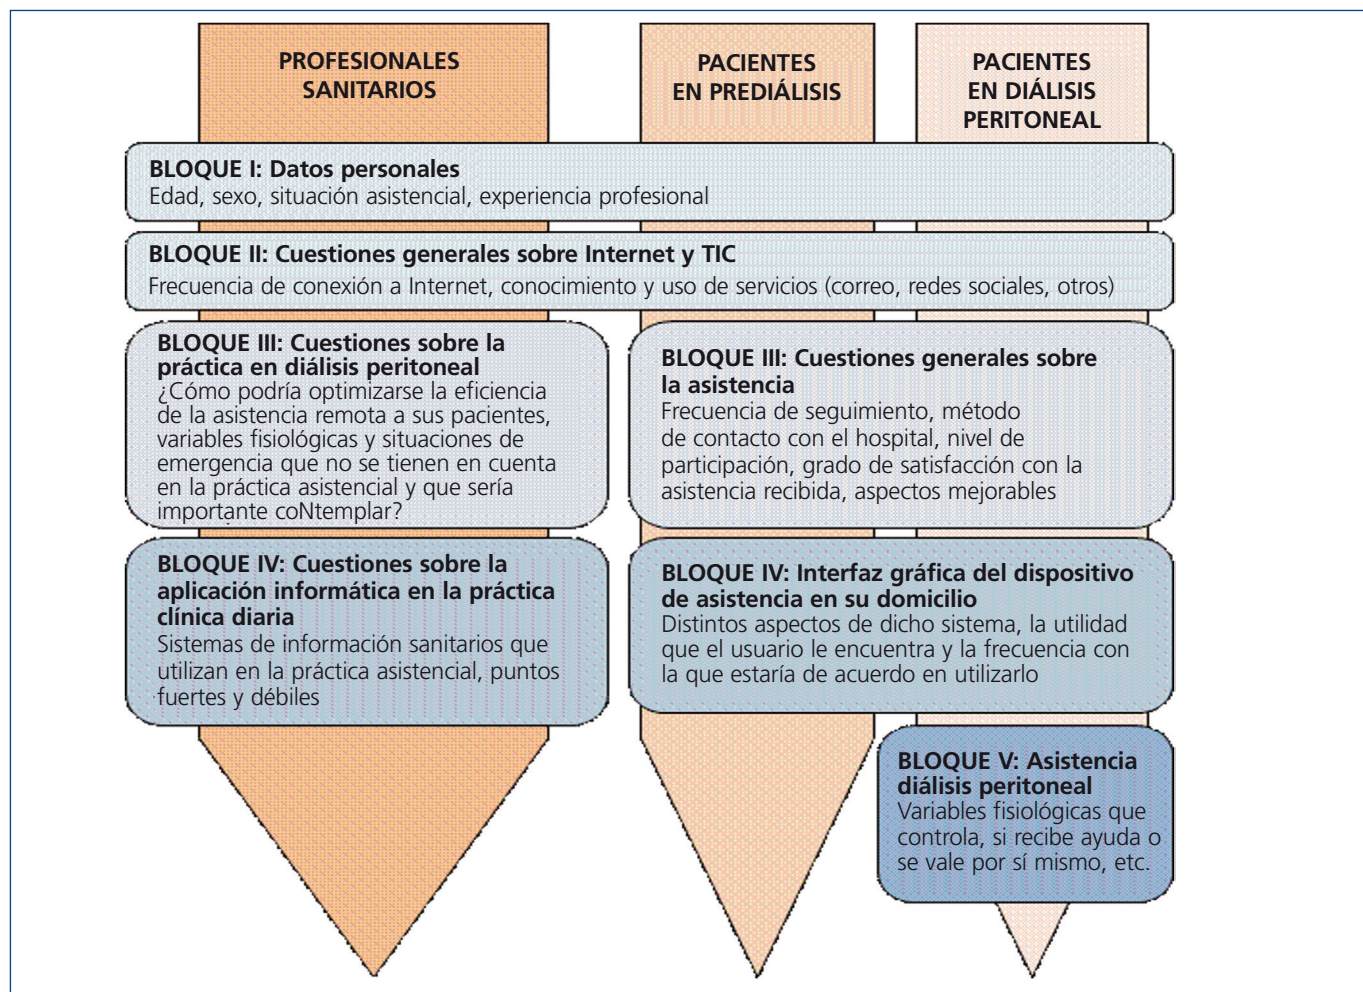 PROFESIONALES
SANITARIOS
PACIENTES
EN PREDIÁLISIS
PACIENTES
EN DIÁLISIS
PERITONEAL
BLOQUE I: Datos personales
Edad, sexo, situación asistencial, experiencia profesional
BLOQUE II: Cuestiones generales sobre Internet y TIC
Frecuencia de conexión a Internet, conocimiento y uso de servicios (correo, redes sociales, otros)
BLOQUE III: Cuestiones sobre la
práctica en diálisis peritoneal
¿Cómo podría optimizarse la eficiencia
de la asistencia remota a sus pacientes,
variables fisiológicas y situaciones de
emergencia que no se tienen en cuenta
en la práctica asistencial y que sería
importante coNtemplar?
BLOQUE III: Cuestiones generales sobre
la asistencia
Frecuencia de seguimiento, método
de contacto con el hospital, nivel de
participación, grado de satisfacción con la
asistencia recibida, aspectos mejorables
BLOQUE IV: Cuestiones sobre la
aplicación informática en la práctica
clínica diaria
Sistemas de información sanitarios que
utilizan en la práctica asistencial, puntos
fuertes y débiles
BLOQUE IV: Interfaz gráfica del dispositivo
de asistencia en su domicilio
Distintos aspectos de dicho sistema, la utilidad
que el usuario le encuentra y la frecuencia con
la que estaría de acuerdo en utilizarlo
BLOQUE V: Asistencia
diálisis peritoneal
Variables fisiológicas que
controla, si recibe ayuda o
se vale por sí mismo, etc.